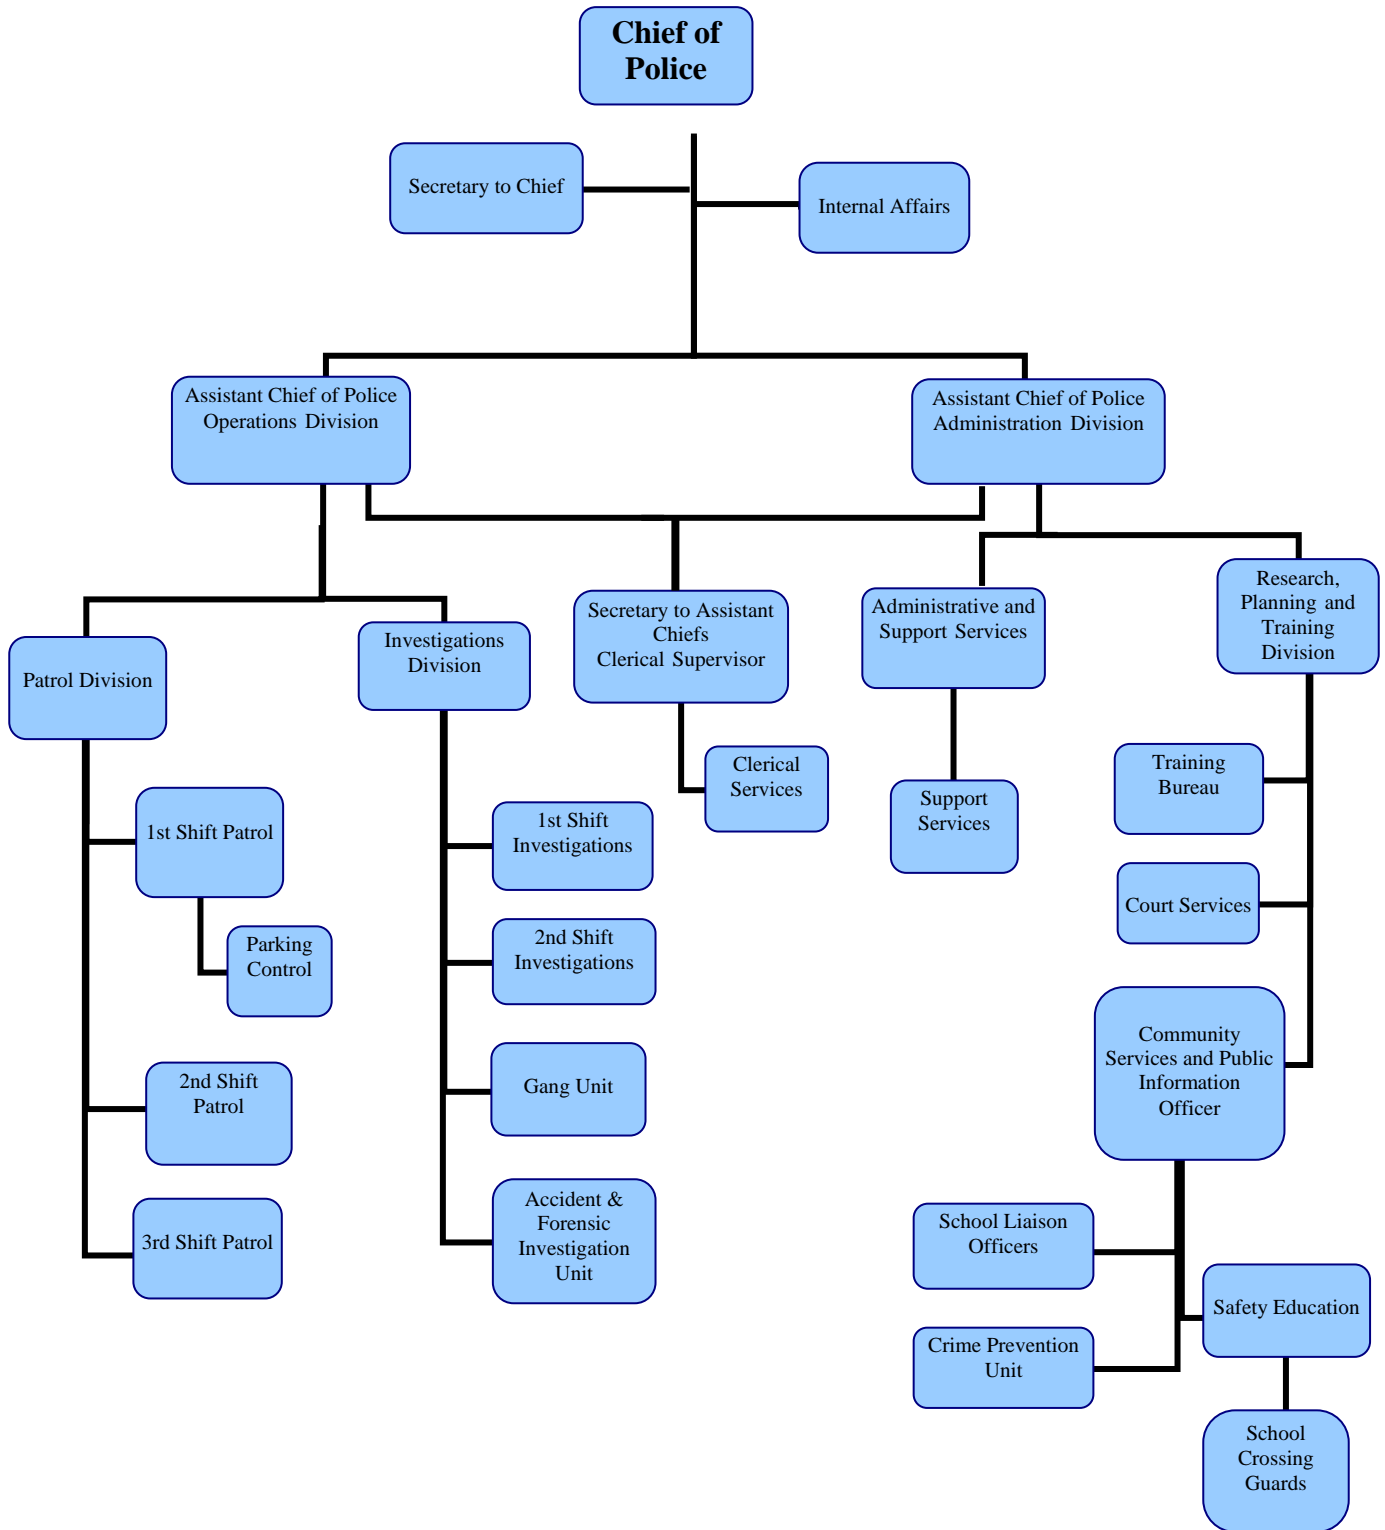 Chief of
Police
Secretary to Chief
Internal Affairs
Assistant Chief of Police
Operations Division
Assistant Chief of Police
Administration Division
Patrol Division
Investigations
Division
Secretary to Assistant
Chiefs
Clerical Supervisor
Administrative and
Support Services
Research,
Planning and
Training
Division
1st Shift Patrol
Parking
Control
2nd Shift
Patrol
3rd Shift Patrol
1st Shift
Investigations
2nd Shift
Investigations
Gang Unit
Accident &
Forensic
Investigation
Unit
Clerical
Services
Support
Services
Training
Bureau
Court Services
Community
Services and Public
Information
Officer
School Liaison
Officers
Crime Prevention
Unit
Safety Education
School
Crossing
Guards